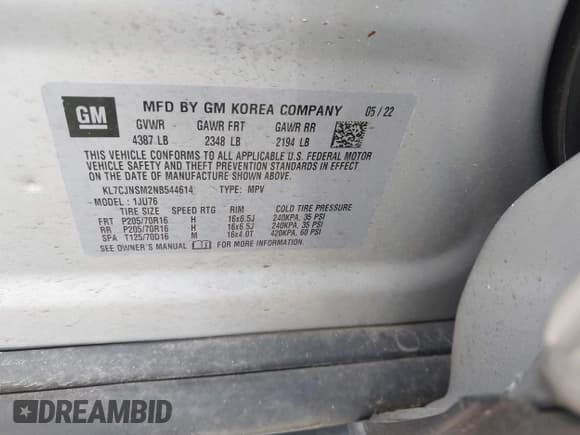 GM
MFD BY GM KOREA COMPANY 05/22
GVWR GAWR FRT GAWR RR
4387 LB 2348 LB 2194 LB
THIS VEHICLE CONFORMS TO ALL APPLICABLE U.S. FEDERAL MOTOR
VEHICLE SAFETY AND THEFT PREVENTION STANDARDS IN EFFECT
ON THE DATE OF MANUFACTURE SHOWN ABOVE.
KL7CJNSM2NB544614 TYPE: MPV
MODEL: 1JU76
TIRE SIZE SPEED RTG RIM COLD TIRE PRESSURE
FRT P205/70R16 H 16x6.5J 240KPA, 35 PSI
RR P205/70R16 H 16x6.5J 240KPA, 35 PSI
SPA T125/70D16 M 16x4.0T 420KPA, 60 PSI
SEE OWNER'S MANUAL FOR MORE INFORMATION.
DREAMBID